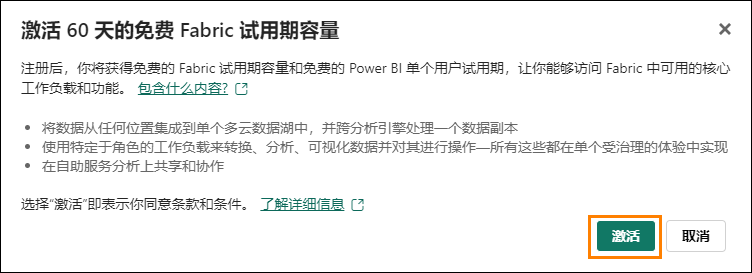 激活 60 天的免费 Fabric 试用期容量
注册后，你将获得免费的 Fabric 试用期容量和免费的 Power BI 单个用户试用期，让你能够访问 Fabric 中可用的核心
工作负载和功能。 包含什么内容?
• 将数据从任何位置集成到单个多云数据湖中，并跨分析引擎处理一个数据副本
• 使用特定于角色的工作负载来转换、分析、可视化数据并对其进行操作—所有这些都在单个受治理的体验中实现
• 在自助服务分析上共享和协作
选择“激活”即表示你同意条款和条件。 了解详细信息
激活 取消